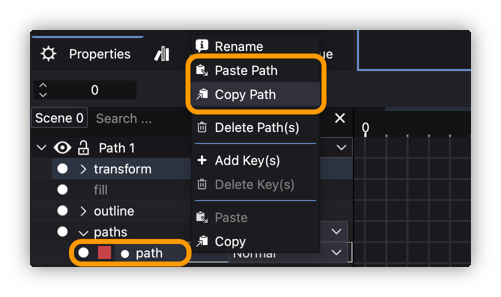 Properties
ue
Rename
Paste Path
Copy Path
Delete Path(s)
Add Key(s)
Delete Key(s)
Paste
Copy
0
Scene 0
Search ...
0
Path 1
transform
fill
outline
paths
path
Normal